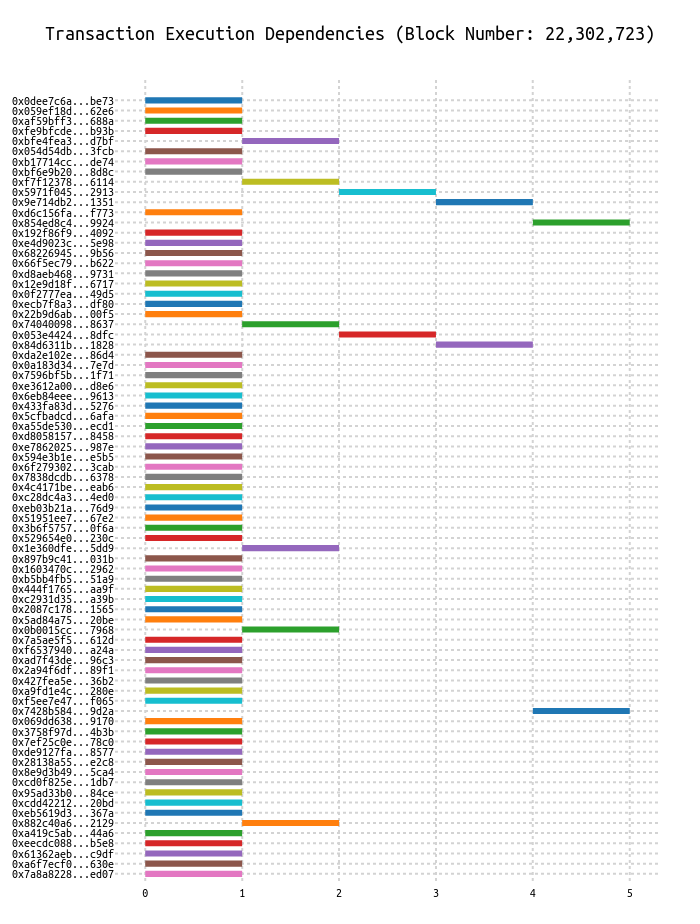 Transaction Execution Dependencies (Block Number: 22,302,723)
0x0dee7c6a...be73
0x059ef18d...62e6
0xaf59bff3...688a
0xfe9bfcde...b93b
0xbfe4fea3...d7bf
0x054d54db...3fcb
0xb17714cc...de74
0xbf6e9b20...8d8c
0xf7f12378...6114
0x5971f045...2913
0x9e714db2...1351
0xd6c156fa...f773
0x854ed8c4...9924
0x192f86f9...4092
0xe4d9023c...5e98
0x68226945...9b56
0x66f5ec79...b622
0xd8aeb468...9731
0x12e9d18f...6717
0x0f2777ea...49d5
0xecb7f8a3...df80
0x22b9d6ab...00f5
0x74040098...8637
0x053e4424...8dfc
0x84d6311b...1828
0xda2e102e...86d4
0x0a183d34...7e7d
0x7596bf5b...1f71
0xe3612a00...d8e6
0x6eb84eee...9613
0x433fa83d...5276
0x5cfbadcd...6afa
0xa55de530...ecd1
0xd8058157...8458
0xe7862025...987e
0x594e3b1e...e5b5
0x6f279302...3cab
0x7838dcdb...6378
0x4c4171be...eab6
0xc28dc4a3...4ed0
0xeb03b21a...76d9
0x51951ee7...67e2
0x3b6f5757...0f6a
0x529654e0...230c
0x1e360dfe...5dd9
0x897b9c41...031b
0x1603470c...2962
0xb5bb4fb5...51a9
0x444f1765...aa9f
0xc2931d35...a39b
0x2087c178...1565
0x5ad84a75...20be
0x0b0015cc...7968
0x7a5ae5f5...612d
0xf6537940...a24a
0xad7f43de...96c3
0x2a94f6df...89f1
0x427fea5e...36b2
0xa9fd1e4c...280e
0xf5ee7e47...f065
0x7428b584...9d2a
0x069dd638...9170
0x3758f97d...4b3b
0x7ef25c0e...78c0
0xde9127fa...8577
0x28138a55...e2c8
0x8e9d3b49...5ca4
0xcd0f825e...1db7
0x95ad33b0...84ce
0xcdd42212...20bd
0xeb5619d3...367a
0x882c40a6...2129
0xa419c5ab...44a6
0xeecdc088...b5e8
0x61362aeb...c9df
0xa6f7ecf0...630e
0x7a8a8228...ed07
0 1 2 3 4 5